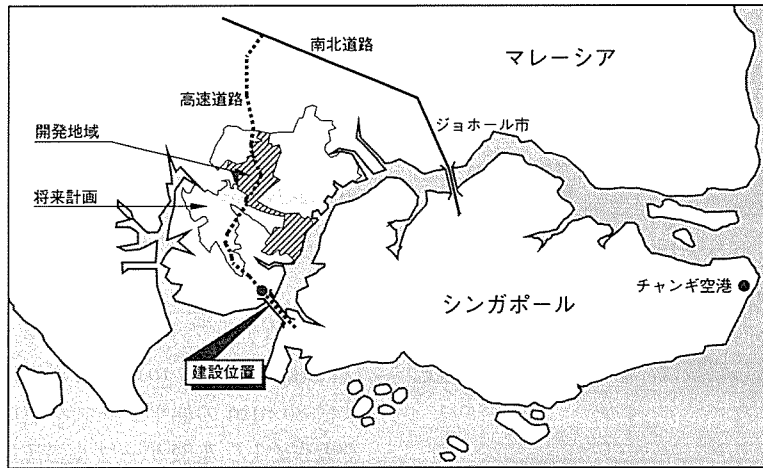 南北道路
マレーシア
高速道路
開発地域
ジョホール市
将来計画
チャンギ空港
シンガポール
建設位置